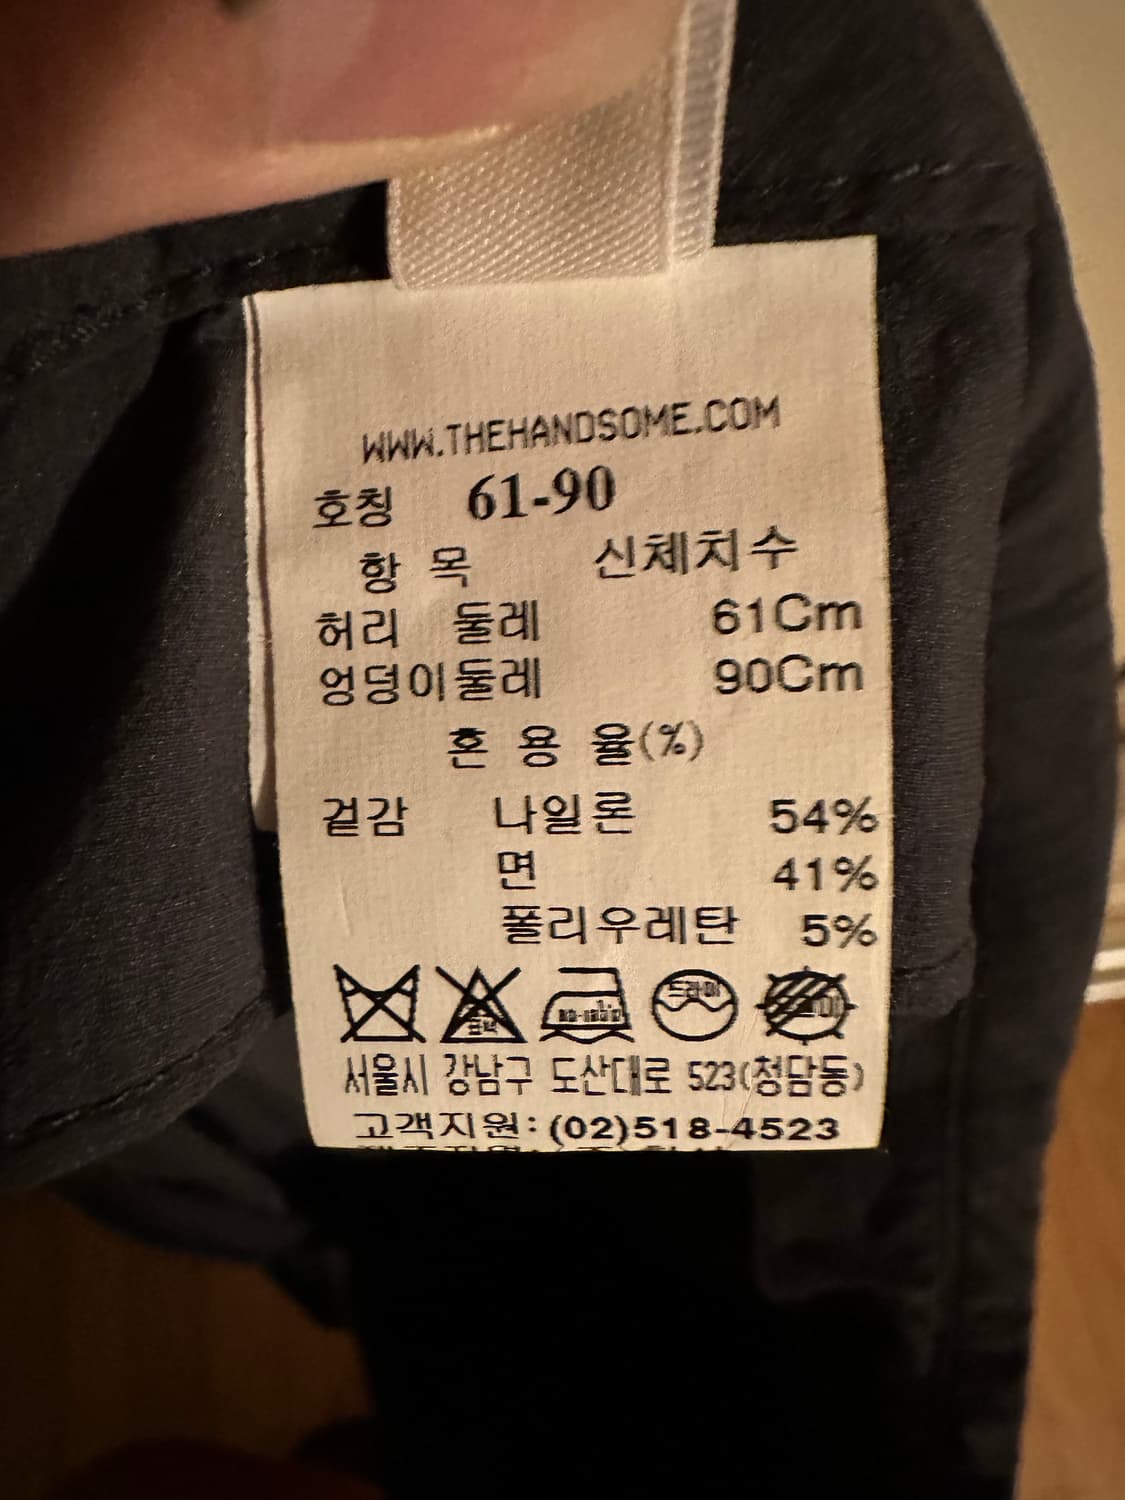 WWW.THEHANDSOME.COM
호칭 61-90
항 목 신체치수
허리 둘레 61Cm
엉덩이둘레 90Cm
혼 용 율(%)
겉감 나일론 54%
면 41%
폴리우레탄 5%
드라이
서울시 강남구 도산대로 523(청담동)
고객지원:(02)518-4523